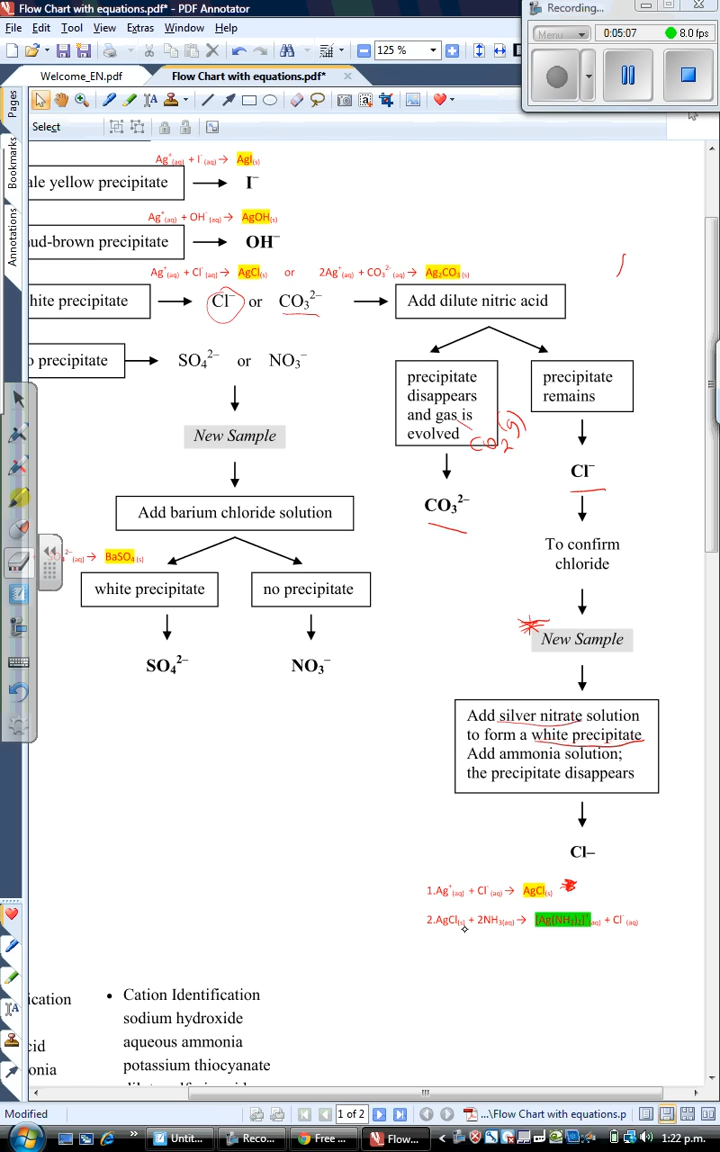 Flow Chart with equations.pdf* - PDF Annotator
Recording...
File Edit View Document Tools Extras Window Help
Menu
0:05:07
8.0 fps
125 %
Welcome_EN.pdf
Flow Chart with equations.pdf*
Select
Pages
Bookmarks
Annotations
Ag⁺(aq) + I⁻(aq) → AgI(s)
ale yellow precipitate → I⁻
Ag⁺(aq) + OH⁻(aq) → AgOH(s)
ud-brown precipitate → OH⁻
Ag⁺(aq) + Cl⁻(aq) → AgCl(s) or 2Ag⁺(aq) + CO₃²⁻(aq) → Ag₂CO₃(s)
hite precipitate → Cl⁻ or CO₃²⁻ → Add dilute nitric acid
o precipitate → SO₄²⁻ or NO₃⁻
precipitate
disappears
and gas is
evolved
CO₂(g)
precipitate
remains
New Sample
Cl⁻
CO₃²⁻
Add barium chloride solution
To confirm
chloride
SO₄²⁻(aq) → BaSO₄(s)
white precipitate
no precipitate
New Sample
SO₄²⁻
NO₃⁻
Add silver nitrate solution
to form a white precipitate
Add ammonia solution;
the precipitate disappears
Cl–
1.Ag⁺(aq) + Cl⁻(aq) → AgCl(s)
2.AgCl(s) + 2NH₃(aq) → [Ag(NH₃)₂]⁺(aq) + Cl⁻(aq)
ication
cid
onia
• Cation Identification
sodium hydroxide
aqueous ammonia
potassium thiocyanate
Modified
1 of 2
...\Flow Chart with equations.p
Untit...
Reco...
Free ...
Flow...
1:22 p.m.